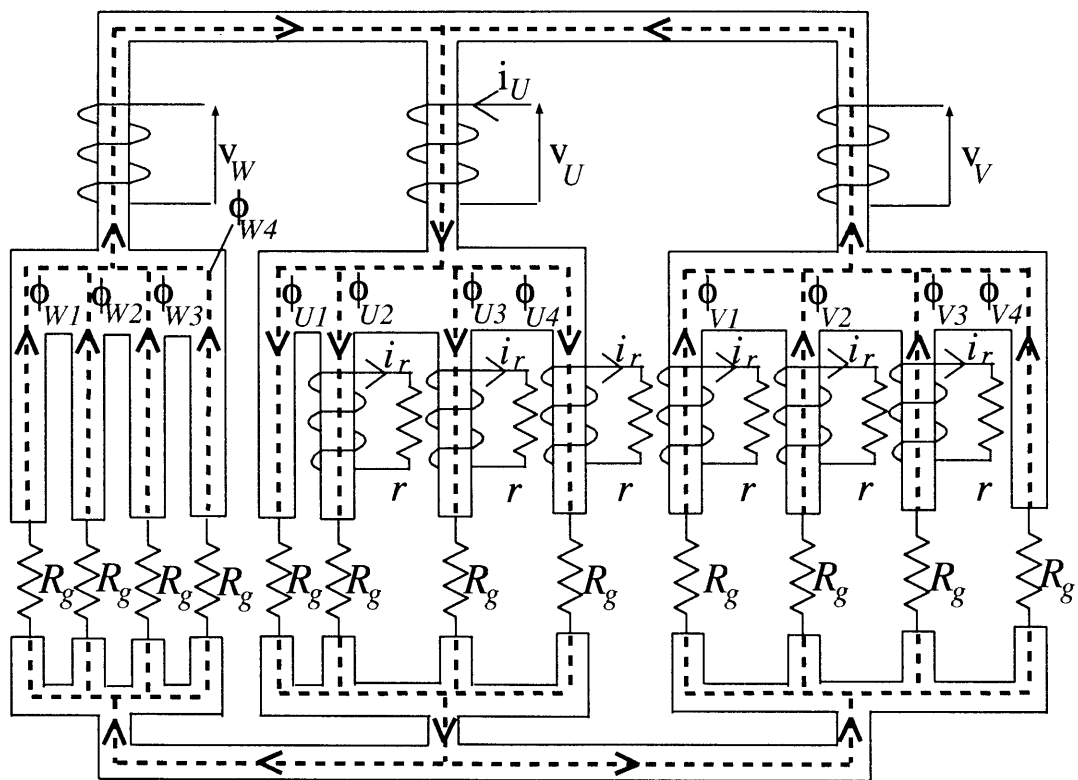 i_U
v_W v_U v_V
ϕ_W4
ϕ_W1 ϕ_W2 ϕ_W3 ϕ_U1 ϕ_U2 ϕ_U3 ϕ_U4 ϕ_V1 ϕ_V2 ϕ_V3 ϕ_V4
i_r i_r i_r i_r i_r i_r
r r r r r r
R_g R_g R_g R_g R_g R_g R_g R_g R_g R_g R_g R_g